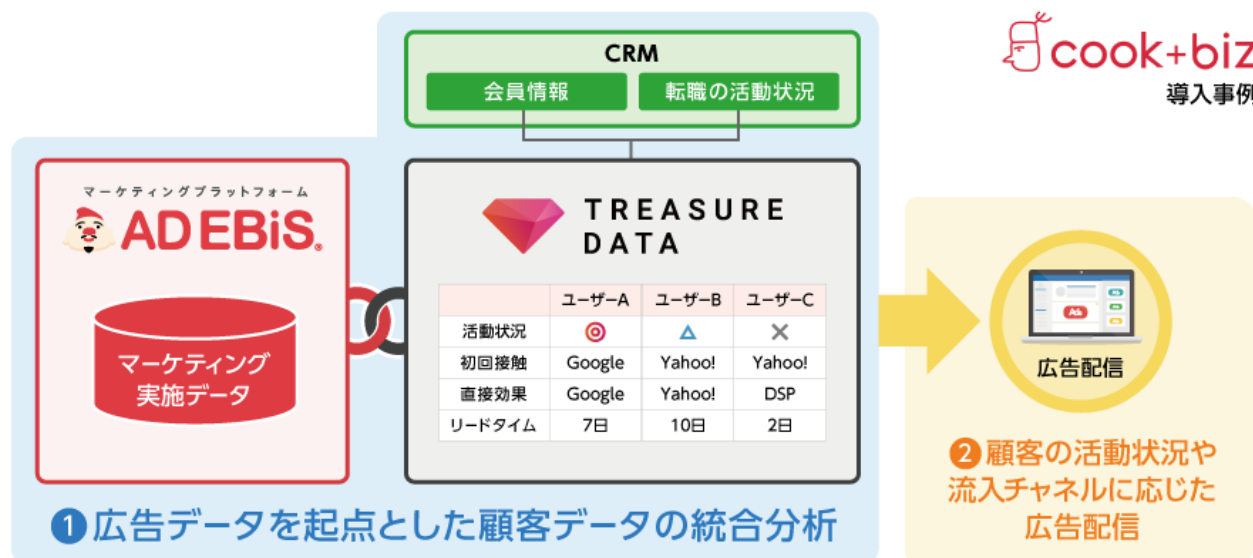 cook+biz
導入事例
CRM
会員情報
転職の活動状況
マーケティングプラットフォーム
AD EBiS®
マーケティング
実施データ
TREASURE
DATA
ユーザーA ユーザーB ユーザーC
活動状況 ◎ △ ×
初回接触 Google Yahoo! Yahoo!
直接効果 Google Yahoo! DSP
リードタイム 7日 10日 2日
❶広告データを起点とした顧客データの統合分析
Ads
広告配信
❷顧客の活動状況や
流入チャネルに応じた
広告配信